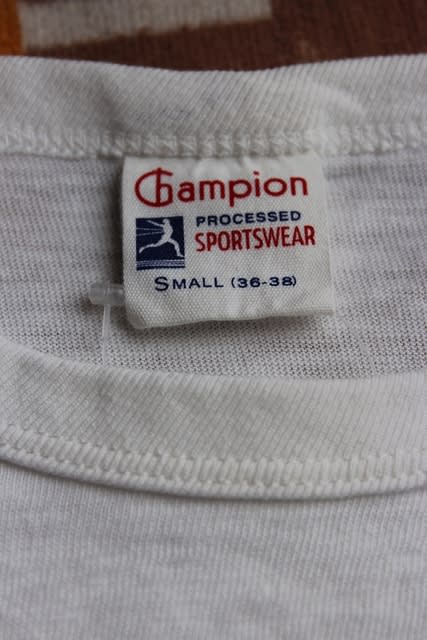 Champion
PROCESSED
SPORTSWEAR
SMALL (36-38)